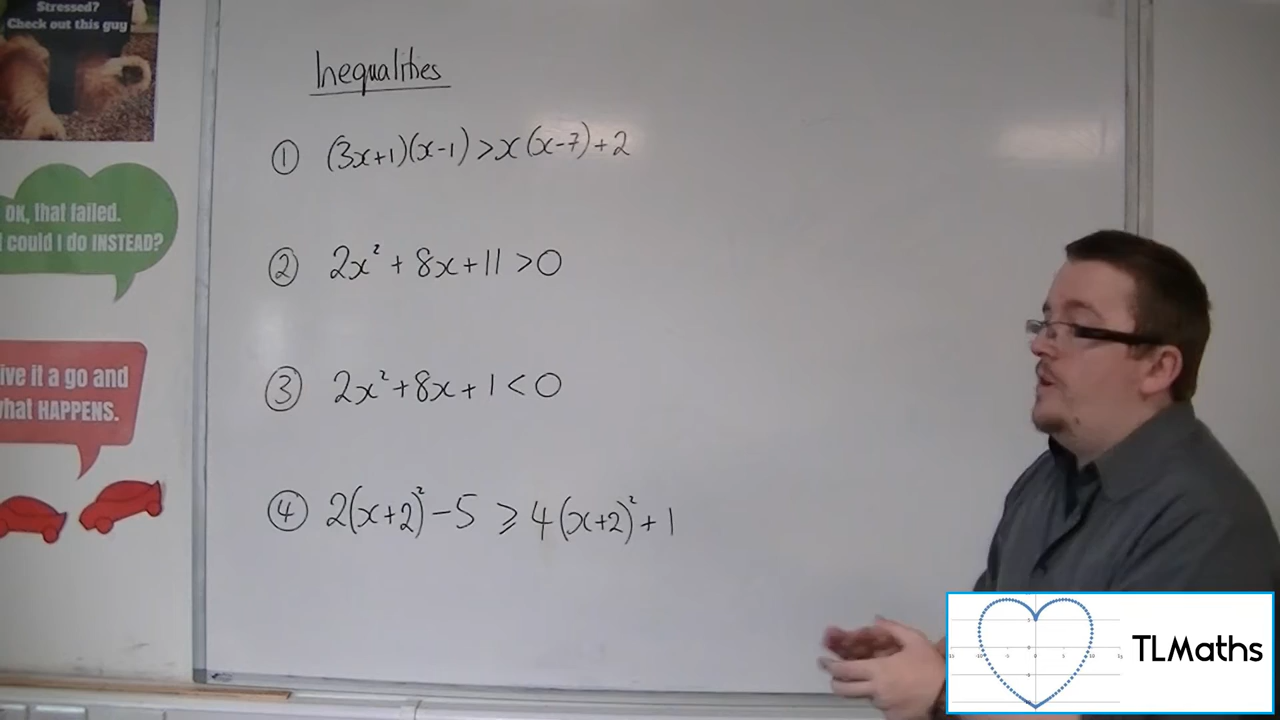 Stressed?
Check out this guy
OK, that failed.
could I do INSTEAD?
ive it a go and
what HAPPENS.
Inequalities
① (3x+1)(x-1) > x(x-7)+2
② 2x² + 8x + 11 > 0
③ 2x² + 8x + 1 < 0
④ 2(x+2)² - 5 ⩾ 4(x+2)² + 1
TLMaths